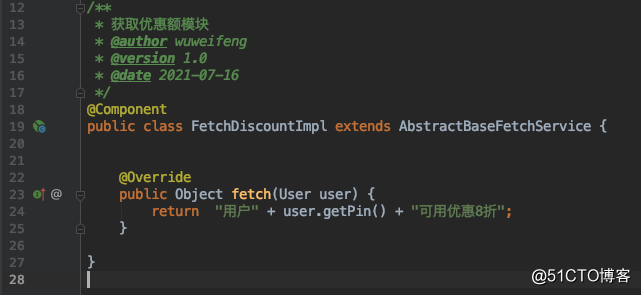 12 /**
13 * 获取优惠额模块
14 * @author wuweifeng
15 * @version 1.0
16 * @date 2021-07-16
17 */
18 @Component
19 public class FetchDiscountImpl extends AbstractBaseFetchService {
20
21
22 @Override
23 @ public Object fetch(User user) {
24 return "用户" + user.getPin() + "可用优惠8折";
25 }
26
27 }
28
@51CTO博客